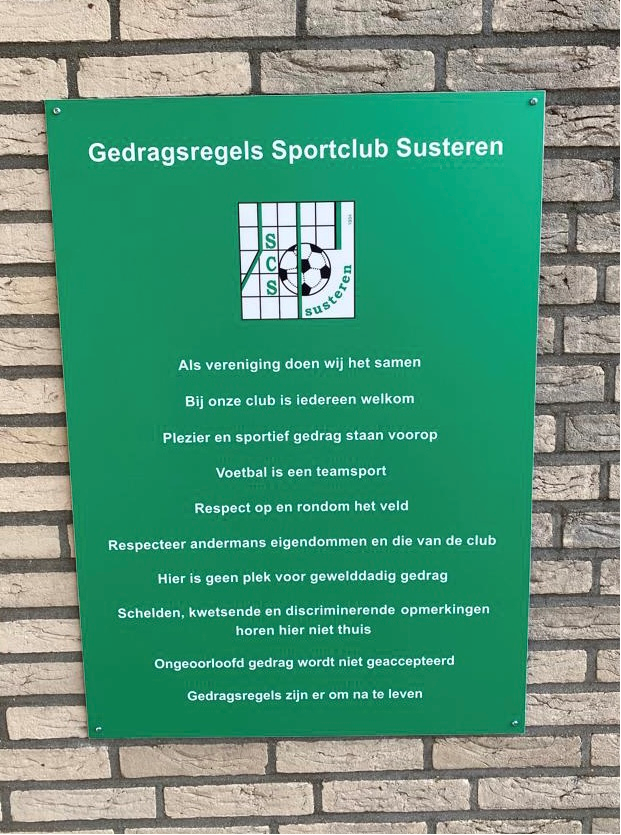 Gedragsregels Sportclub Susteren
S
C
S
susteren
Als vereniging doen wij het samen
Bij onze club is iedereen welkom
Plezier en sportief gedrag staan voorop
Voetbal is een teamsport
Respect op en rondom het veld
Respecteer andermans eigendommen en die van de club
Hier is geen plek voor gewelddadig gedrag
Schelden, kwetsende en discriminerende opmerkingen
horen hier niet thuis
Ongeoorloofd gedrag wordt niet geaccepteerd
Gedragsregels zijn er om na te leven